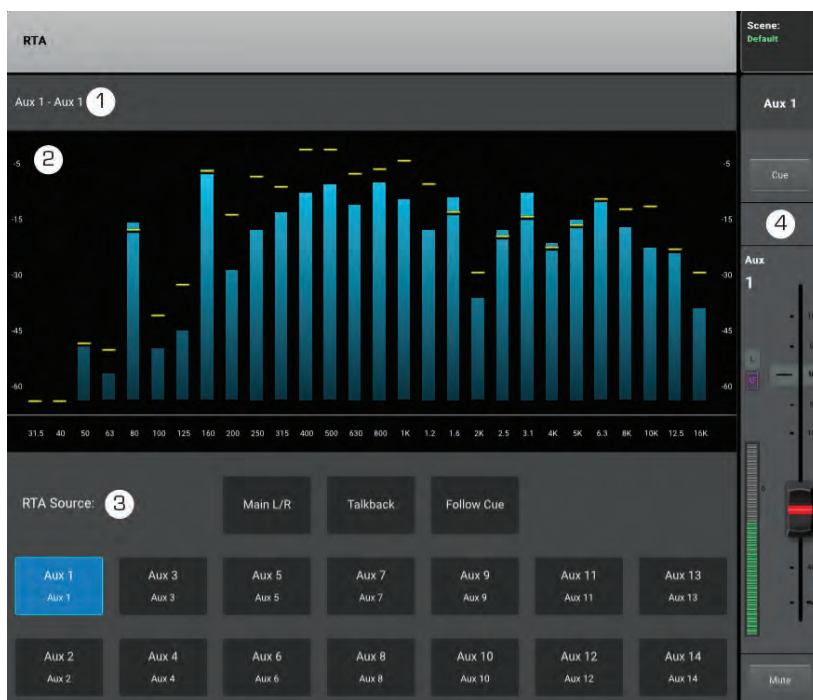 RTA
Scene:
Default
Aux 1 - Aux 1 1
Aux 1
2
-5 -5
Cue
-15 -15
4
Aux
1
-30 -30
-45 -45
L
-60 -60
31.5 40 50 63 80 100 125 160 200 250 315 400 500 630 800 1K 1.2 1.6 2K 2.5 3.1 4K 5K 6.3 8K 10K 12.5 16K
RTA Source: 3 Main L/R Talkback Follow Cue
Aux 1 Aux 3 Aux 5 Aux 7 Aux 9 Aux 11 Aux 13
Aux 1 Aux 3 Aux 5 Aux 7 Aux 9 Aux 11 Aux 13
Aux 2 Aux 4 Aux 6 Aux 8 Aux 10 Aux 12 Aux 14
Aux 2 Aux 4 Aux 6 Aux 8 Aux 10 Aux 12 Aux 14
Mute